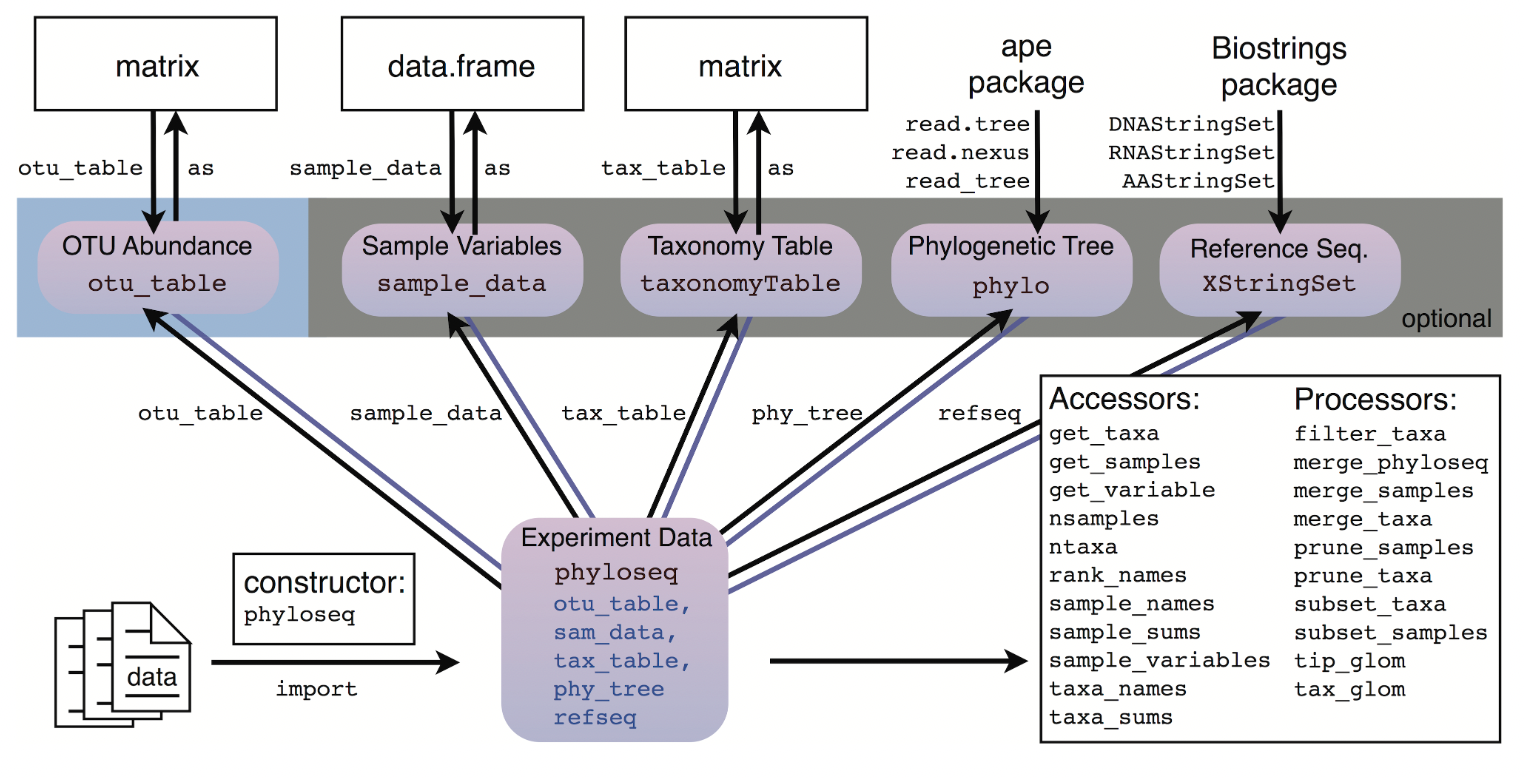 matrix
data.frame
matrix
ape
package
Biostrings
package
otu_table
as
sample_data
as
tax_table
as
read.tree
read.nexus
read_tree
DNAStringSet
RNAStringSet
AAStringSet
OTU Abundance
otu_table
Sample Variables
sample_data
Taxonomy Table
taxonomyTable
Phylogenetic Tree
phylo
Reference Seq.
XStringSet
optional
otu_table
sample_data
tax_table
phy_tree
refseq
Experiment Data
phyloseq
otu_table,
sam_data,
tax_table,
phy_tree
refseq
constructor:
phyloseq
data
import
Accessors:
get_taxa
get_samples
get_variable
nsamples
ntaxa
rank_names
sample_names
sample_sums
sample_variables
taxa_names
taxa_sums
Processors:
filter_taxa
merge_phyloseq
merge_samples
merge_taxa
prune_samples
prune_taxa
subset_taxa
subset_samples
tip_glom
tax_glom